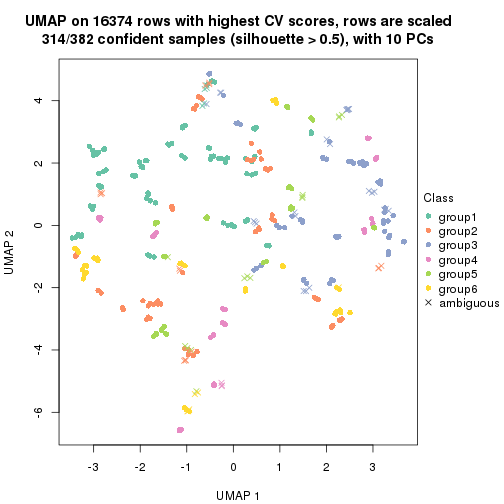 UMAP on 16374 rows with highest CV scores, rows are scaled
314/382 confident samples (silhouette > 0.5), with 10 PCs
4
2
0
-2
-4
-6
UMAP 2
-3
-2
-1
0
1
2
3
UMAP 1
Class
group1
group2
group3
group4
group5
group6
ambiguous